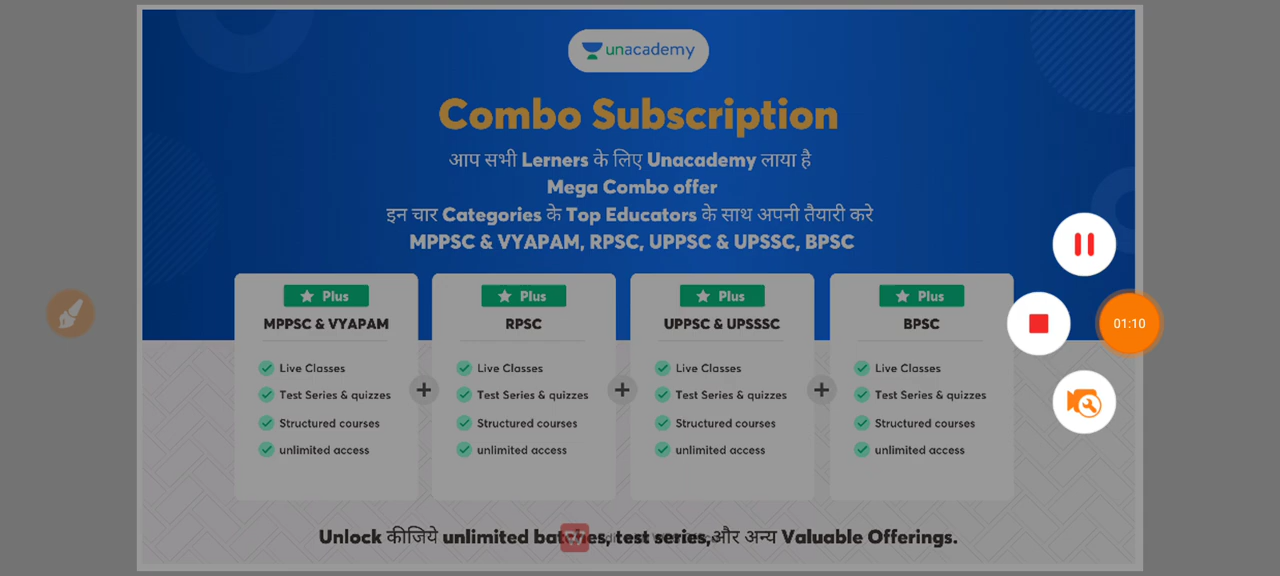 unacademy
Combo Subscription
आप सभी Lerners के लिए Unacademy लाया है
Mega Combo offer
इन चार Categories के Top Educators के साथ अपनी तैयारी करे
MPPSC & VYAPAM, RPSC, UPPSC & UPSSC, BPSC
Plus
MPPSC & VYAPAM
Live Classes
Test Series & quizzes
Structured courses
unlimited access
+
Plus
RPSC
Live Classes
Test Series & quizzes
Structured courses
unlimited access
+
Plus
UPPSC & UPSSSC
Live Classes
Test Series & quizzes
Structured courses
unlimited access
+
Plus
BPSC
Live Classes
Test Series & quizzes
Structured courses
unlimited access
01:10
Unlock कीजिये unlimited batches, test series,और अन्य Valuable Offerings.